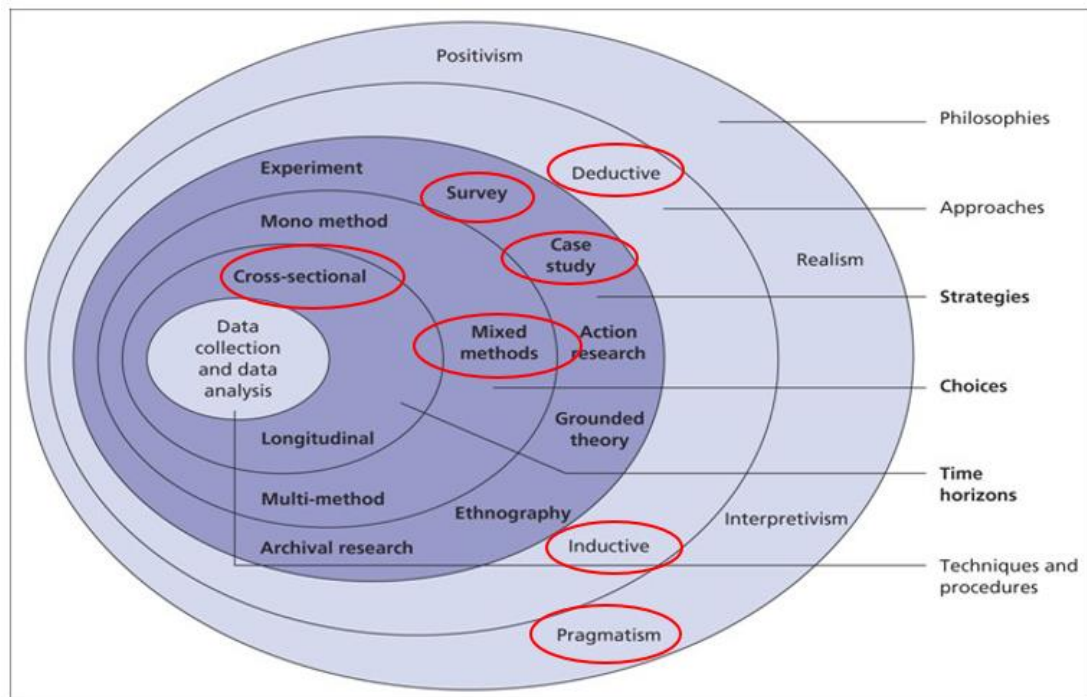 Positivism
Philosophies
Experiment
Deductive
Survey
Approaches
Mono method
Case
study
Realism
Cross-sectional
Strategies
Data
collection
and data
analysis
Mixed
methods
Action
research
Choices
Grounded
theory
Longitudinal
Time
horizons
Multi-method
Ethnography
Interpretivism
Archival research
Inductive
Techniques and
procedures
Pragmatism